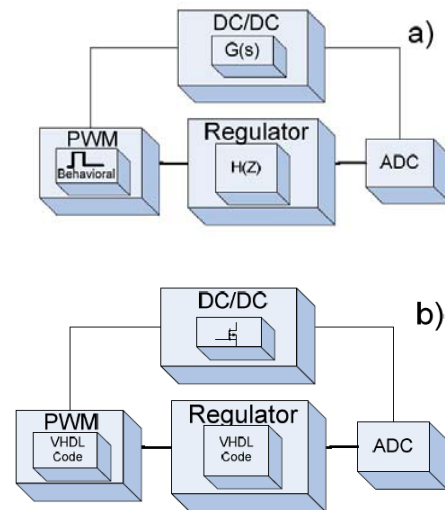 a)
DC/DC
G(s)
PWM
Behavioral
Regulator
H(Z)
ADC
b)
DC/DC
PWM
VHDL
Code
Regulator
VHDL
Code
ADC